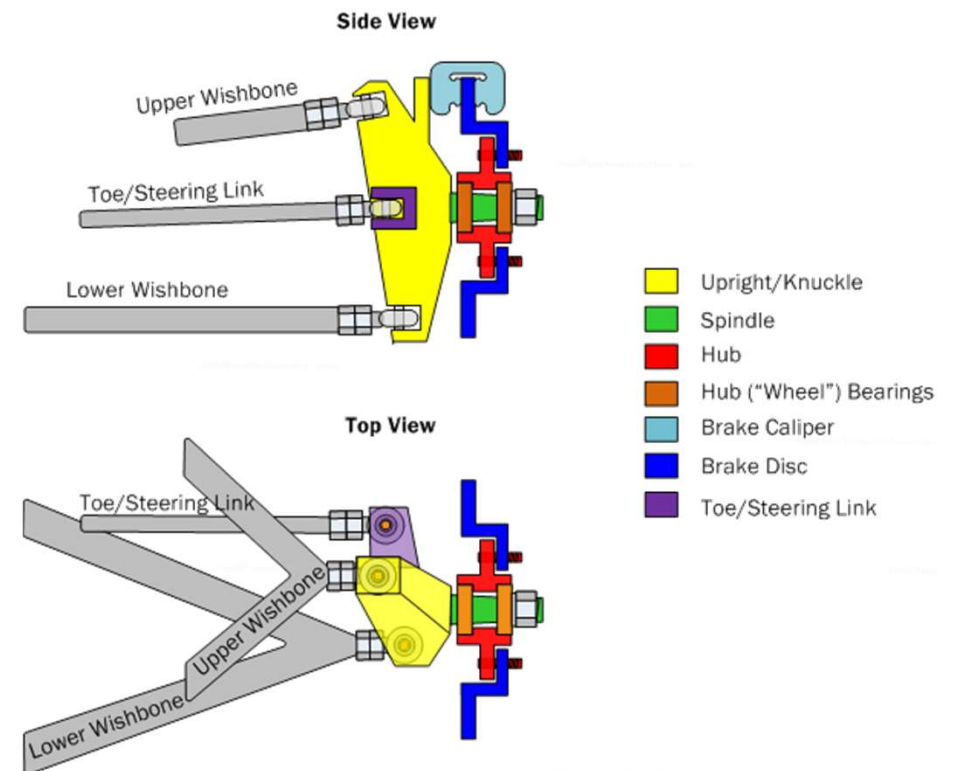 Side View
Upper Wishbone
Toe/Steering Link
Lower Wishbone
Upright/Knuckle
Spindle
Hub
Hub (“Wheel”) Bearings
Brake Caliper
Brake Disc
Toe/Steering Link
Top View
Toe/Steering Link
Upper Wishbone
Lower Wishbone